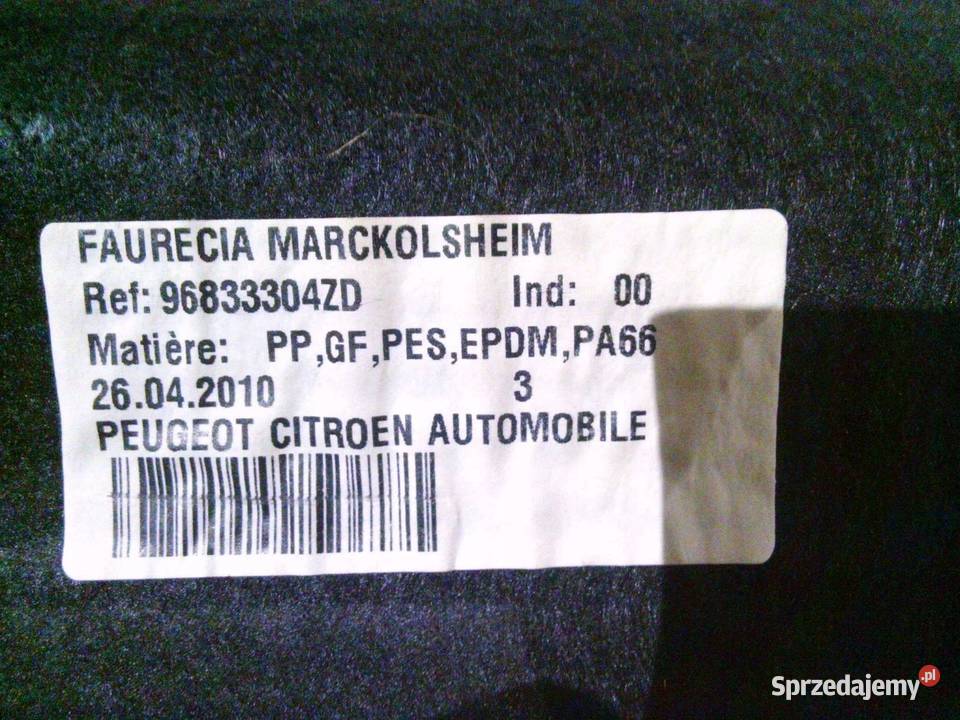 FAURECIA MARCKOLSHEIM
Ref: 96833304ZD Ind: 00
Matière: PP,GF,PES,EPDM,PA66
26.04.2010 3
PEUGEOT CITROEN AUTOMOBILE
Sprzedajemy.pl